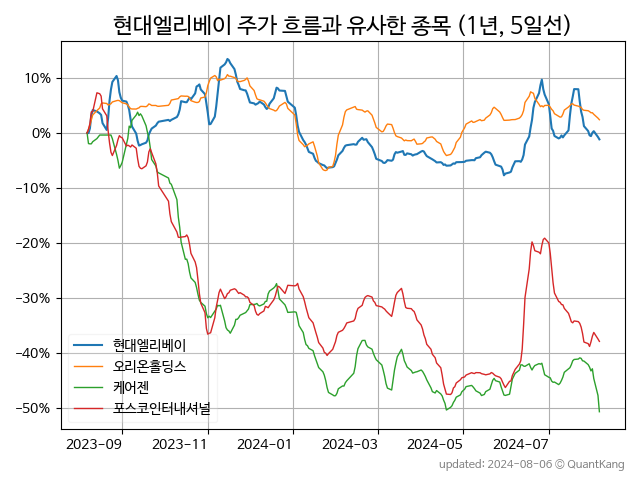 현대엘리베이 주가 흐름과 유사한 종목 (1년, 5일선)
10%
0%
−10%
−20%
−30%
−40%
−50%
현대엘리베이
오리온홀딩스
케어젠
포스코인터내셔널
2023-09 2023-11 2024-01 2024-03 2024-05 2024-07
updated: 2024-08-06 © QuantKang